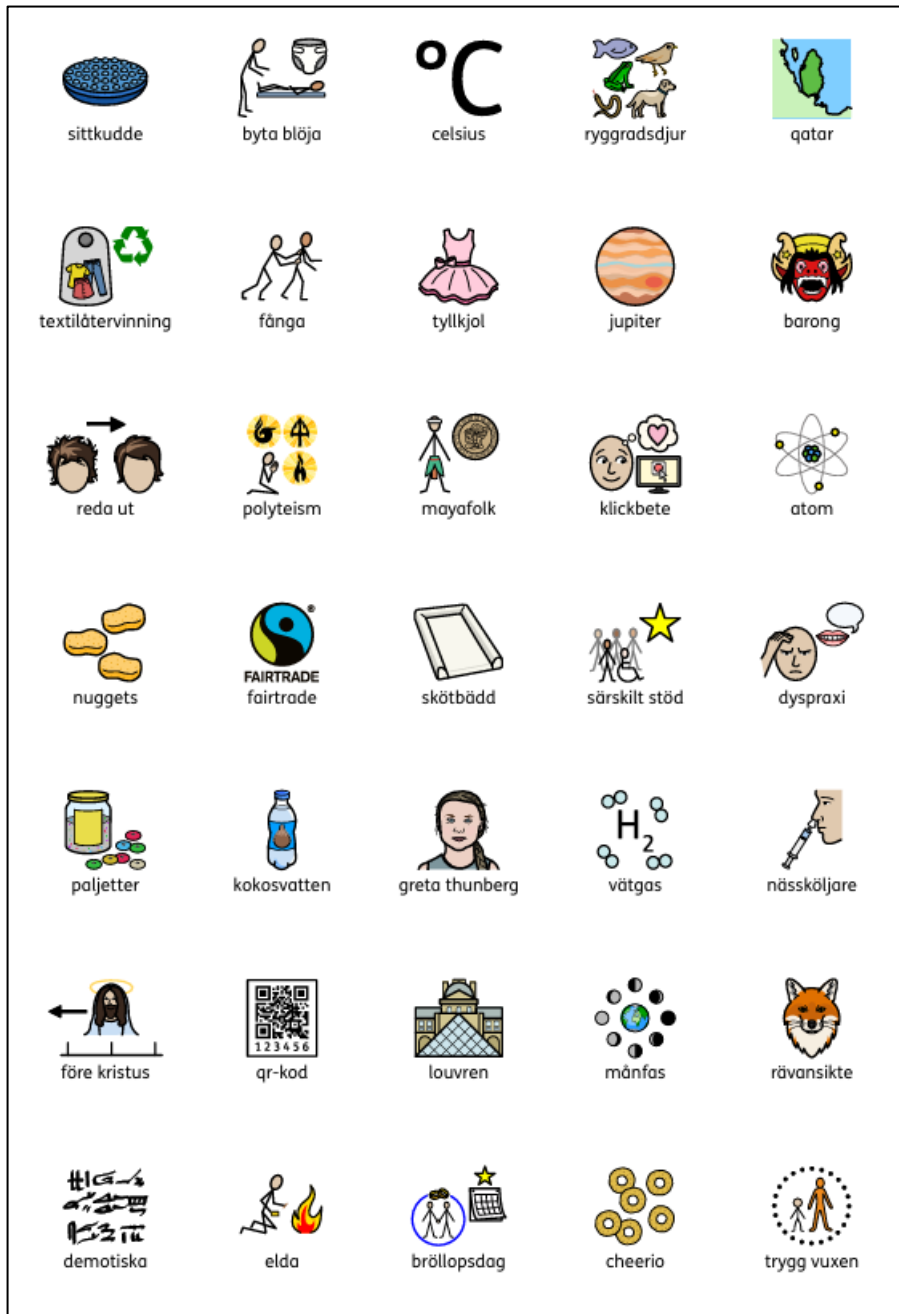 °C
sittkudde byta blöja celsius ryggradsdjur qatar
textilåtervinning fånga tyllkjol jupiter barong
reda ut polyteism mayafolk klickbete atom
®
FAIRTRADE
nuggets fairtrade skötbädd särskilt stöd dyspraxi
H₂
paljetter kokosvatten greta thunberg vätgas nässköljare
123456
före kristus qr-kod louvren månfas rävansikte
demotiska elda bröllopsdag cheerio trygg vuxen